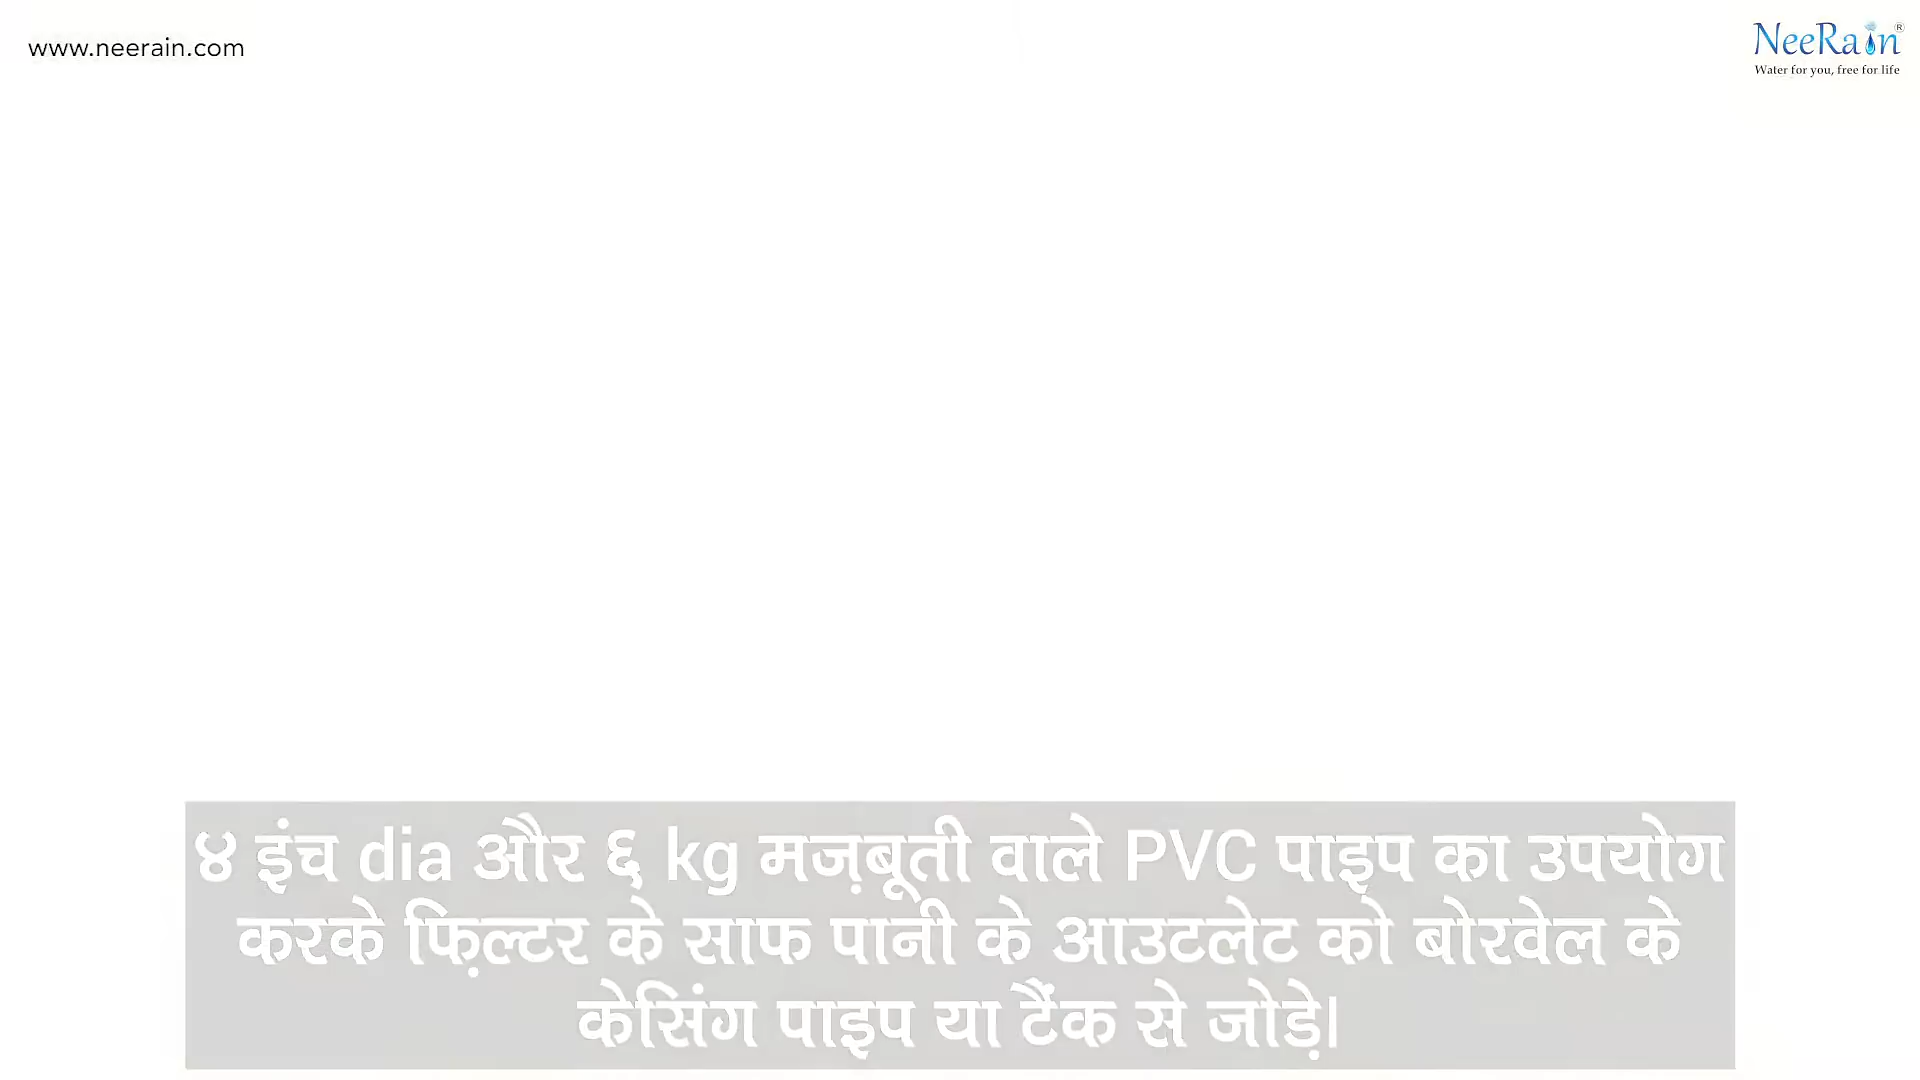 www.neerain.com
NeeRain®
Water for you, free for life
४ इंच dia और ६ kg मज़बूती वाले PVC पाइप का उपयोग
करके फ़िल्टर के साफ पानी के आउटलेट को बोरवेल के
केसिंग पाइप या टैंक से जोड़े।